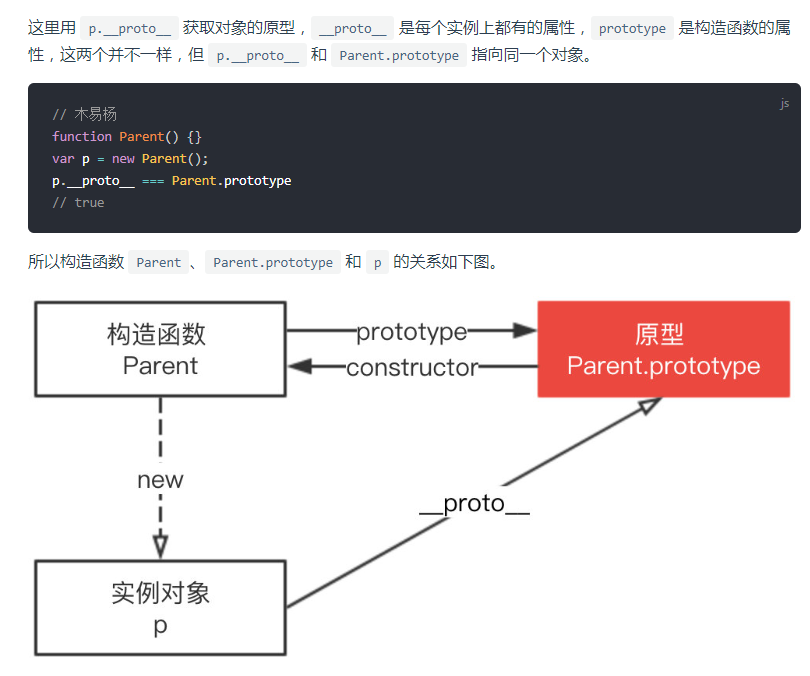 这里用 p.__proto__ 获取对象的原型，__proto__ 是每个实例上都有的属性，prototype 是构造函数的属
性，这两个并不一样，但 p.__proto__ 和 Parent.prototype 指向同一个对象。
js
// 木易杨
function Parent() {}
var p = new Parent();
p.__proto__ === Parent.prototype
// true
所以构造函数 Parent 、 Parent.prototype 和 p 的关系如下图。
构造函数
Parent
prototype
constructor
原型
Parent.prototype
new
__proto__
实例对象
p